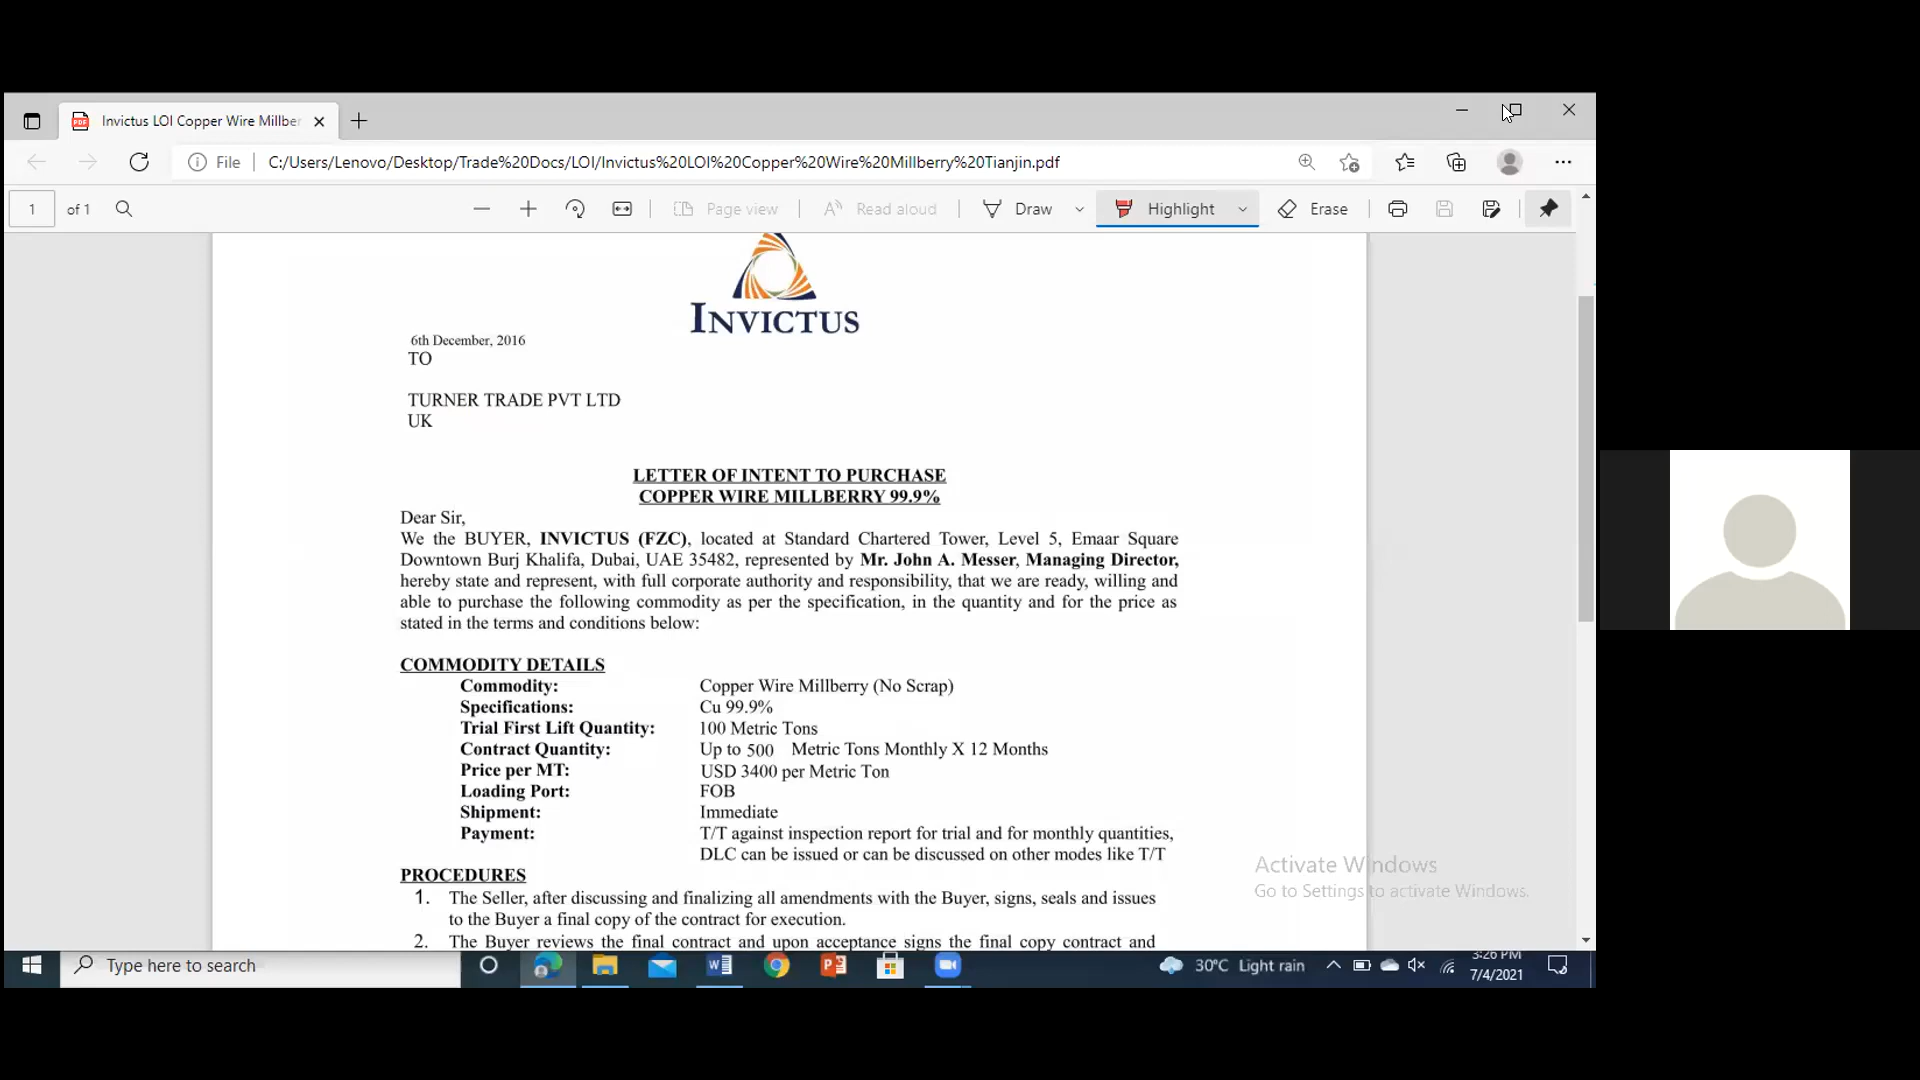 Invictus LOI Copper Wire Millber
File
C:/Users/Lenovo/Desktop/Trade%20Docs/LOI/Invictus%20LOI%20Copper%20Wire%20Millberry%20Tianjin.pdf
1 of 1
Page view
Read aloud
Draw
Highlight
Erase
INVICTUS
6th December, 2016
TO
TURNER TRADE PVT LTD
UK
LETTER OF INTENT TO PURCHASE
COPPER WIRE MILLBERRY 99.9%
Dear Sir,
We the BUYER, INVICTUS (FZC), located at Standard Chartered Tower, Level 5, Emaar Square
Downtown Burj Khalifa, Dubai, UAE 35482, represented by Mr. John A. Messer, Managing Director,
hereby state and represent, with full corporate authority and responsibility, that we are ready, willing and
able to purchase the following commodity as per the specification, in the quantity and for the price as
stated in the terms and conditions below:
COMMODITY DETAILS
Commodity: Copper Wire Millberry (No Scrap)
Specifications: Cu 99.9%
Trial First Lift Quantity: 100 Metric Tons
Contract Quantity: Up to 500 Metric Tons Monthly X 12 Months
Price per MT: USD 3400 per Metric Ton
Loading Port: FOB
Shipment: Immediate
Payment: T/T against inspection report for trial and for monthly quantities,
DLC can be issued or can be discussed on other modes like T/T
PROCEDURES
1. The Seller, after discussing and finalizing all amendments with the Buyer, signs, seals and issues
to the Buyer a final copy of the contract for execution.
2. The Buyer reviews the final contract and upon acceptance signs the final copy contract and
Activate Windows
Go to Settings to activate Windows.
Type here to search
30°C Light rain
3:26 PM
7/4/2021